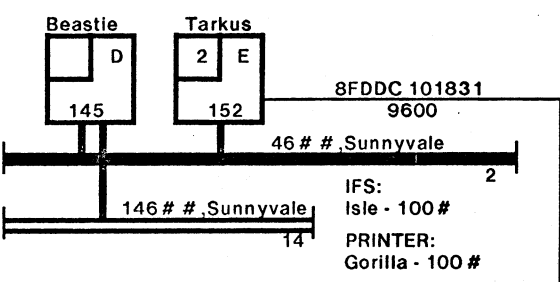 Beastie Tarkus
D 2 E
145 152
8FDDC 101831
9600
46# #,Sunnyvale
2
IFS:
Isle - 100#
146# #,Sunnyvale
14
PRINTER:
Gorilla - 100#